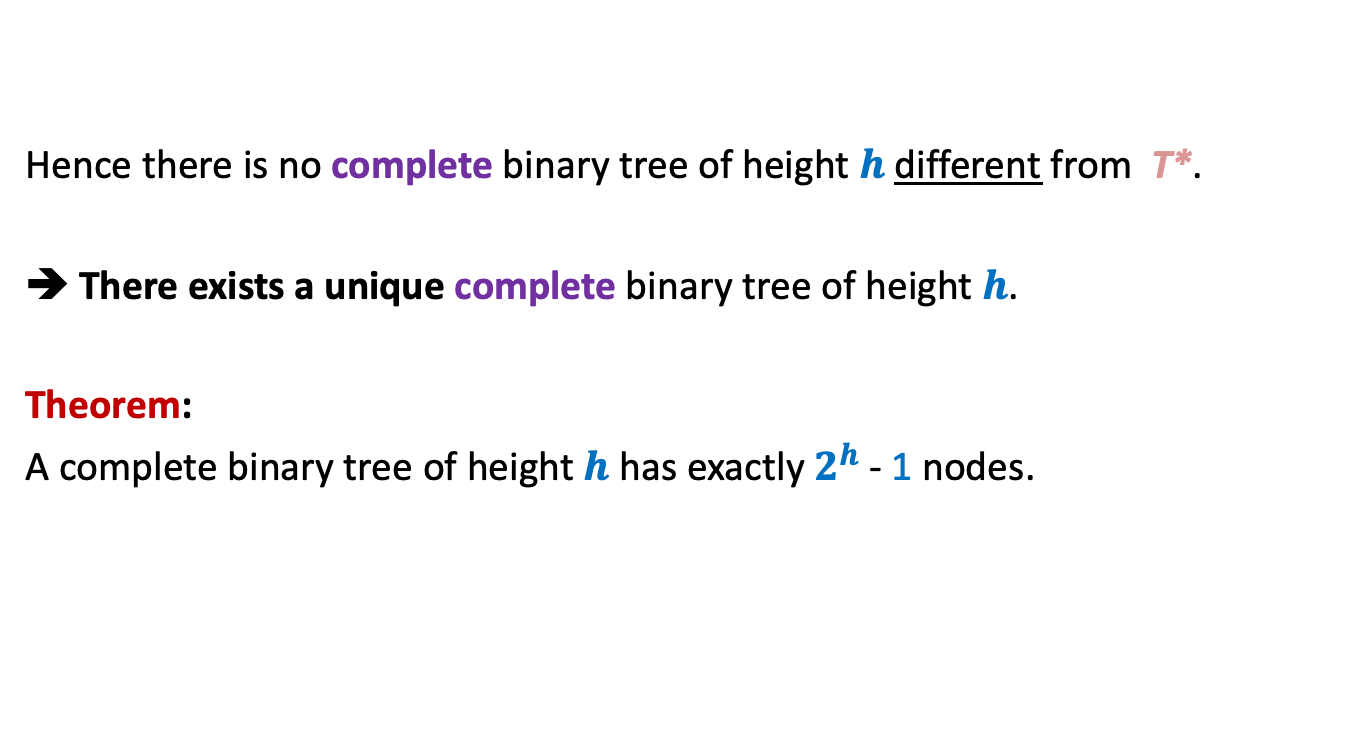 Hence there is no complete binary tree of height h different from T*.
➔ There exists a unique complete binary tree of height h.
Theorem:
A complete binary tree of height h has exactly 2ʰ - 1 nodes.